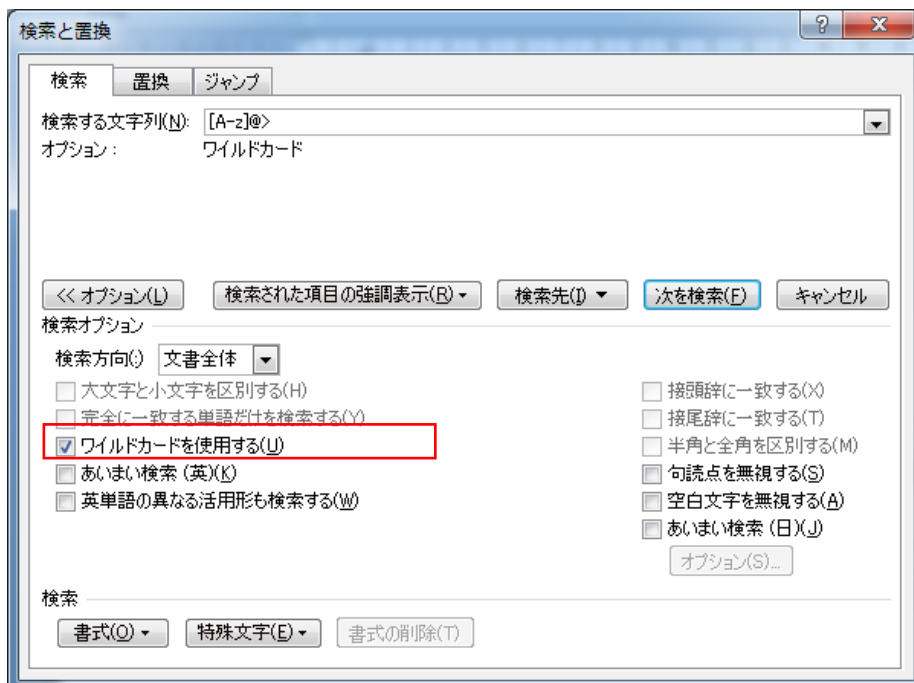 検索と置換
検索 置換 ジャンプ
検索する文字列(N): [A-z]@>
オプション : ワイルドカード
<< オプション(L) 検索された項目の強調表示(R) 検索先(I) 次を検索(F) キャンセル
検索オプション
検索方向(:) 文書全体
大文字と小文字を区別する(H) 接頭辞に一致する(X)
完全に一致する単語だけを検索する(Y) 接尾辞に一致する(T)
ワイルドカードを使用する(U) 半角と全角を区別する(M)
あいまい検索 (英)(K) 句読点を無視する(S)
英単語の異なる活用形も検索する(W) 空白文字を無視する(A)
あいまい検索 (日)(J)
オプション(S)...
検索
書式(O) 特殊文字(E) 書式の削除(T)